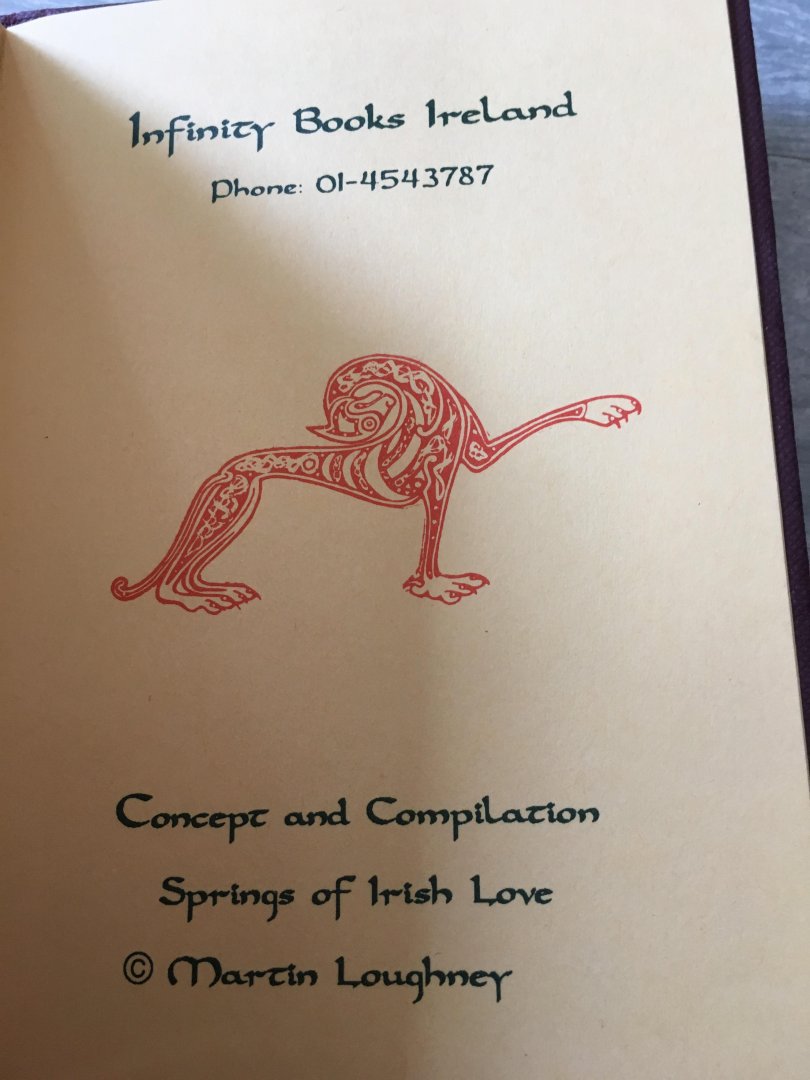 Infinity Books Ireland
Phone: 01-4543787
Concept and Compilation
Springs of Irish Love
© Martin Loughney